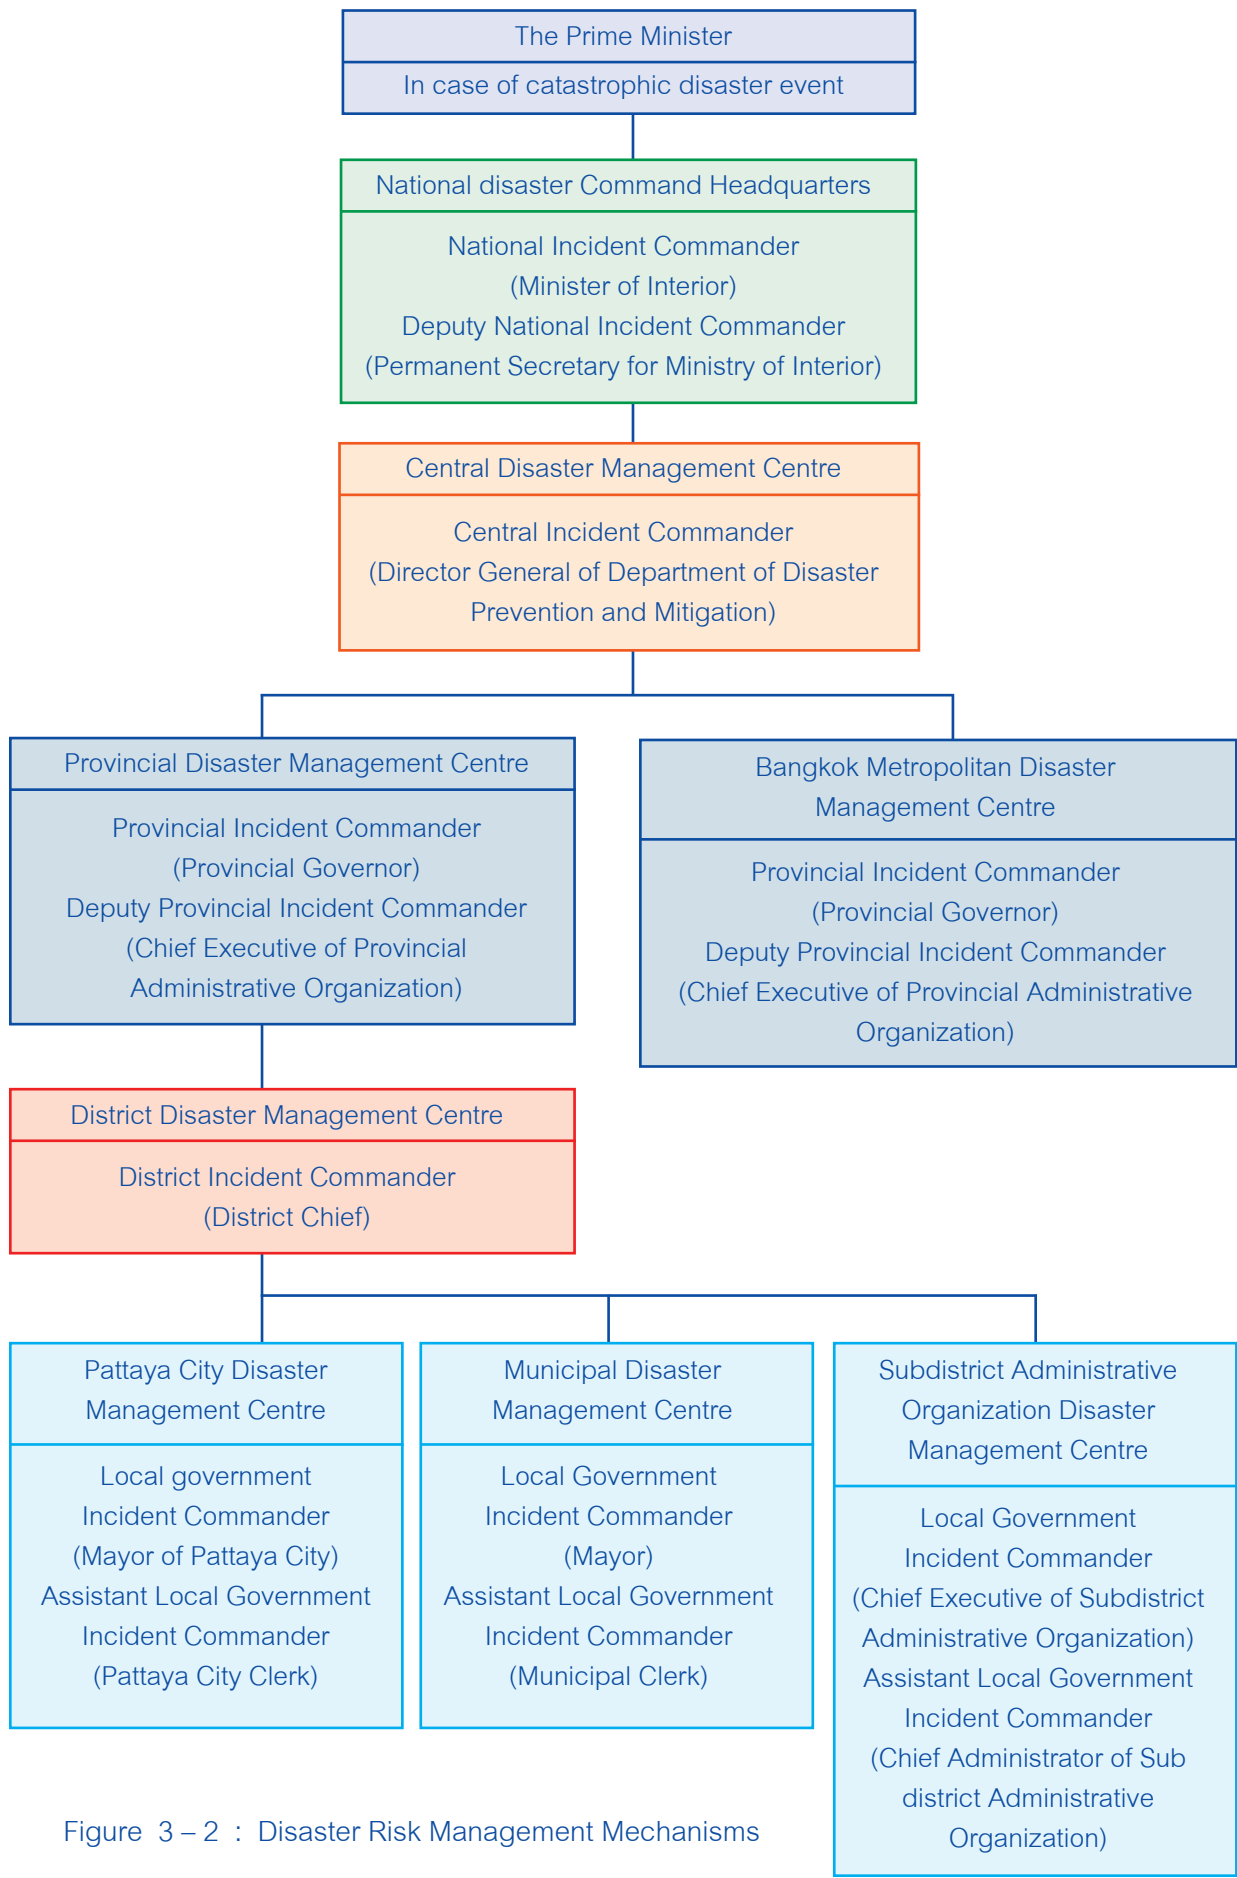 The Prime Minister
In case of catastrophic disaster event
National disaster Command Headquarters
National Incident Commander
(Minister of Interior)
Deputy National Incident Commander
(Permanent Secretary for Ministry of Interior)
Central Disaster Management Centre
Central Incident Commander
(Director General of Department of Disaster
Prevention and Mitigation)
Provincial Disaster Management Centre
Provincial Incident Commander
(Provincial Governor)
Deputy Provincial Incident Commander
(Chief Executive of Provincial
Administrative Organization)
Bangkok Metropolitan Disaster
Management Centre
Provincial Incident Commander
(Provincial Governor)
Deputy Provincial Incident Commander
(Chief Executive of Provincial Administrative
Organization)
District Disaster Management Centre
District Incident Commander
(District Chief)
Pattaya City Disaster
Management Centre
Local government
Incident Commander
(Mayor of Pattaya City)
Assistant Local Government
Incident Commander
(Pattaya City Clerk)
Municipal Disaster
Management Centre
Local Government
Incident Commander
(Mayor)
Assistant Local Government
Incident Commander
(Municipal Clerk)
Subdistrict Administrative
Organization Disaster
Management Centre
Local Government
Incident Commander
(Chief Executive of Subdistrict
Administrative Organization)
Assistant Local Government
Incident Commander
(Chief Administrator of Sub
district Administrative
Organization)
Figure 3 – 2 : Disaster Risk Management Mechanisms